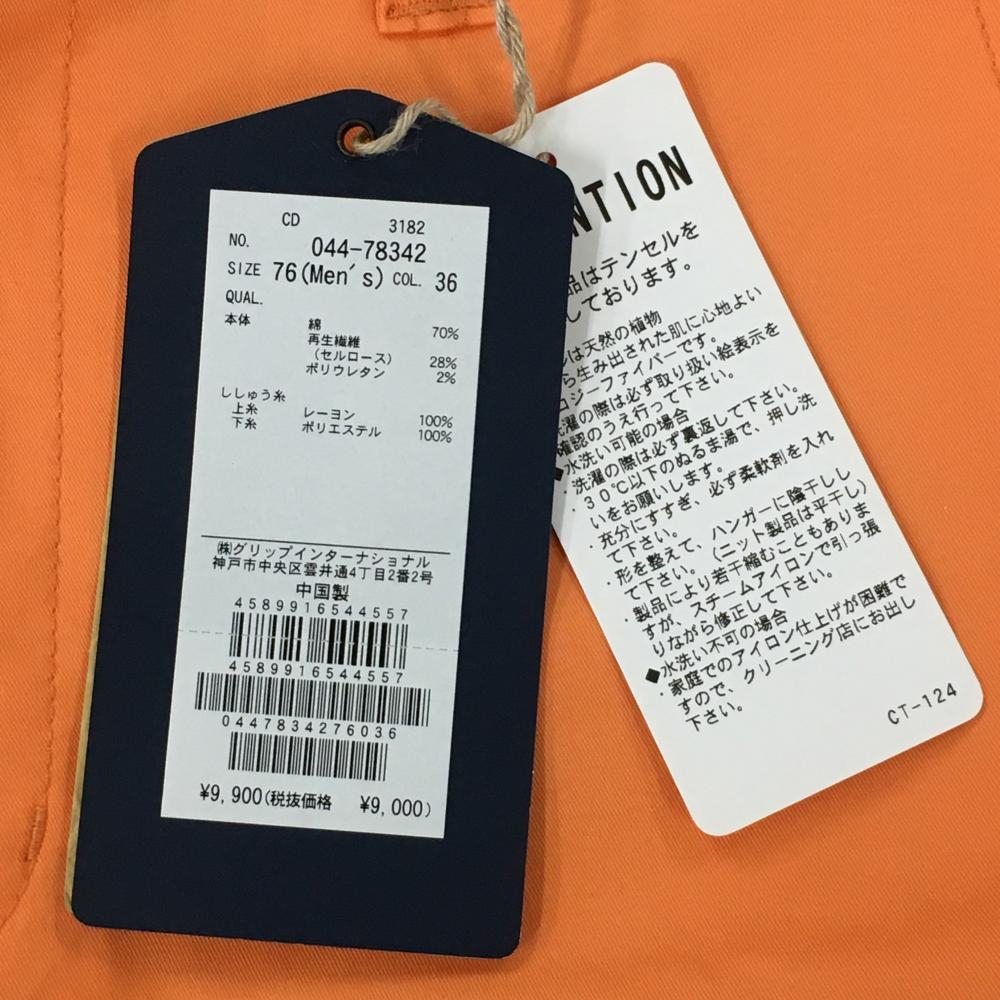 CD 3182
NO. 044-78342
SIZE 76(Men's) COL. 36
QUAL.
本体 綿 70%
再生繊維
(セルロース) 28%
ポリウレタン 2%
ししゅう糸
上糸 レーヨン 100%
下糸 ポリエステル 100%
㈱グリップインターナショナル
神戸市中央区雲井通4丁目2番2号
中国製
4589916544557
4589916544557
0447834276036
¥9,900(税抜価格 ¥9,000)
NTION
品はテンセルを
しております。
は天然の植物
ら生み出された肌に心地よい
ロジーファイバーです。
濯の際は必ず取り扱い絵表示を
確認のうえ行って下さい。
◆水洗い可能の場合
・洗濯の際は必ず裏返して下さい。
・30℃以下のぬるま湯で、押し洗
いをお願いします。
・充分にすすぎ、必ず柔軟剤を入れ
て下さい。
・形を整えて、ハンガーに陰干しし
て下さい。(ニット製品は平干し)
・製品により若干縮むこともありま
すが、スチームアイロンで引っ張
りながら修正して下さい。
◆水洗い不可の場合
・家庭でのアイロン仕上げが困難で
すので、クリーニング店にお出し
下さい。
CT-124